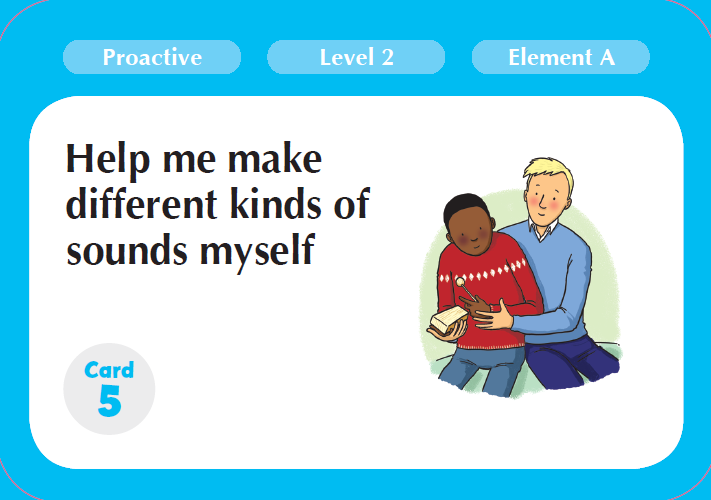 Proactive
Level 2
Element A
Help me make
different kinds of
sounds myself
Card
5